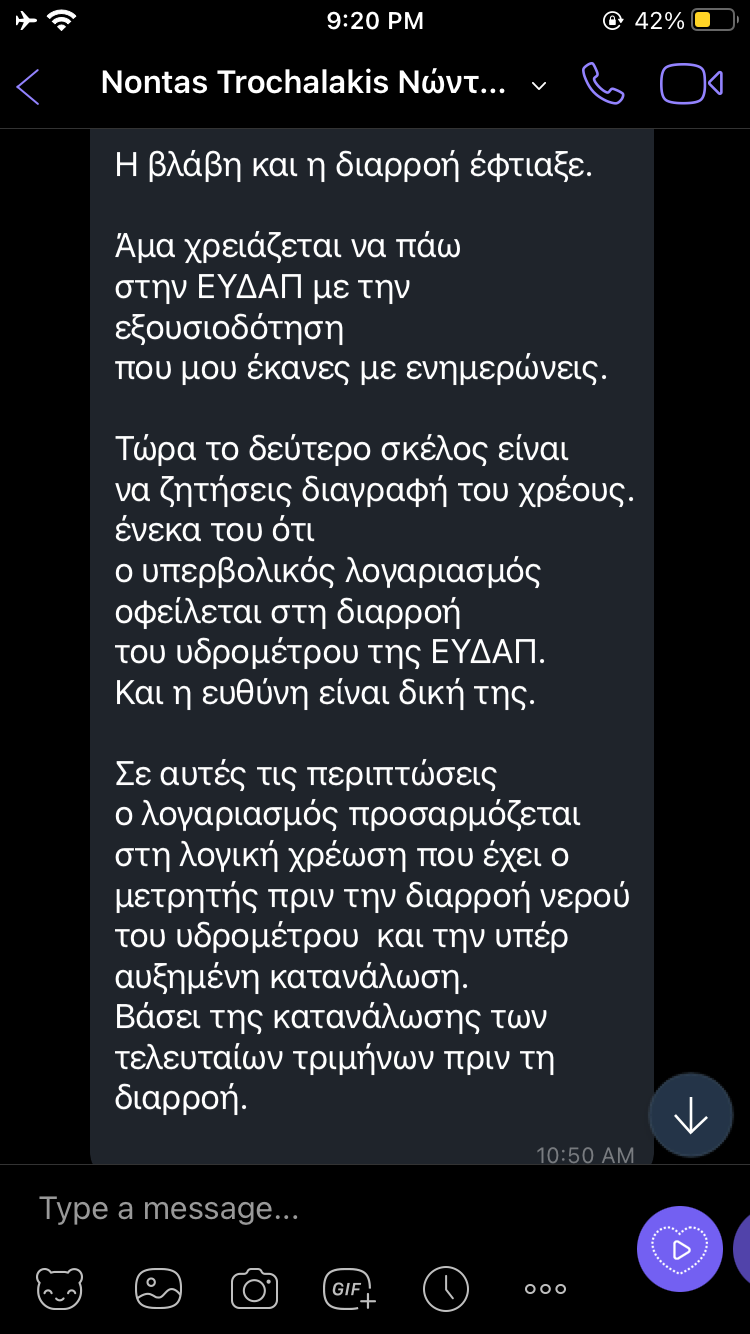 9:20 PM
42%
Nontas Trochalakis Νώντ...
Η βλάβη και η διαρροή έφτιαξε.
Άμα χρειάζεται να πάω
στην ΕΥΔΑΠ με την
εξουσιοδότηση
που μου έκανες με ενημερώνεις.
Τώρα το δεύτερο σκέλος είναι
να ζητήσεις διαγραφή του χρέους.
ένεκα του ότι
ο υπερβολικός λογαριασμός
οφείλεται στη διαρροή
του υδρομέτρου της ΕΥΔΑΠ.
Και η ευθύνη είναι δική της.
Σε αυτές τις περιπτώσεις
ο λογαριασμός προσαρμόζεται
στη λογική χρέωση που έχει ο
μετρητής πριν την διαρροή νερού
του υδρομέτρου  και την υπέρ
αυξημένη κατανάλωση.
Βάσει της κατανάλωσης των
τελευταίων τριμήνων πριν τη
διαρροή.
10:50 AM
Type a message...
GIF